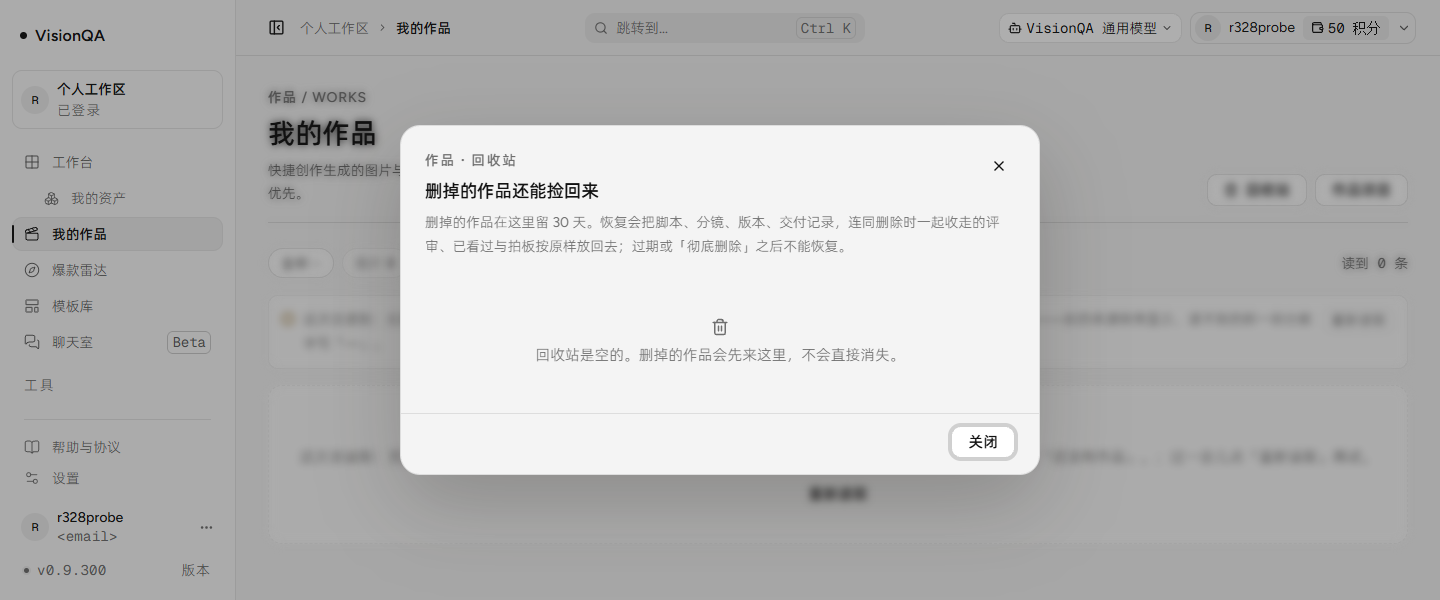 VisionQA
R
个人工作区
已登录
工作台
我的资产
我的作品
爆款雷达
模板库
聊天室
Beta
工具
帮助与协议
设置
R
r328probe
<email>
v0.9.300
版本
个人工作区
我的作品
跳转到...
Ctrl K
VisionQA 通用模型
R
r328probe
50 积分
作品 / WORKS
我的作品
快捷创作生成的图片与
优先。
读到 0 条
作品 · 回收站
删掉的作品还能捡回来
删掉的作品在这里留 30 天。恢复会把脚本、分镜、版本、交付记录，连同删除时一起收走的评
审、已看过与拍板按原样放回去；过期或「彻底删除」之后不能恢复。
回收站是空的。删掉的作品会先来这里，不会直接消失。
关闭